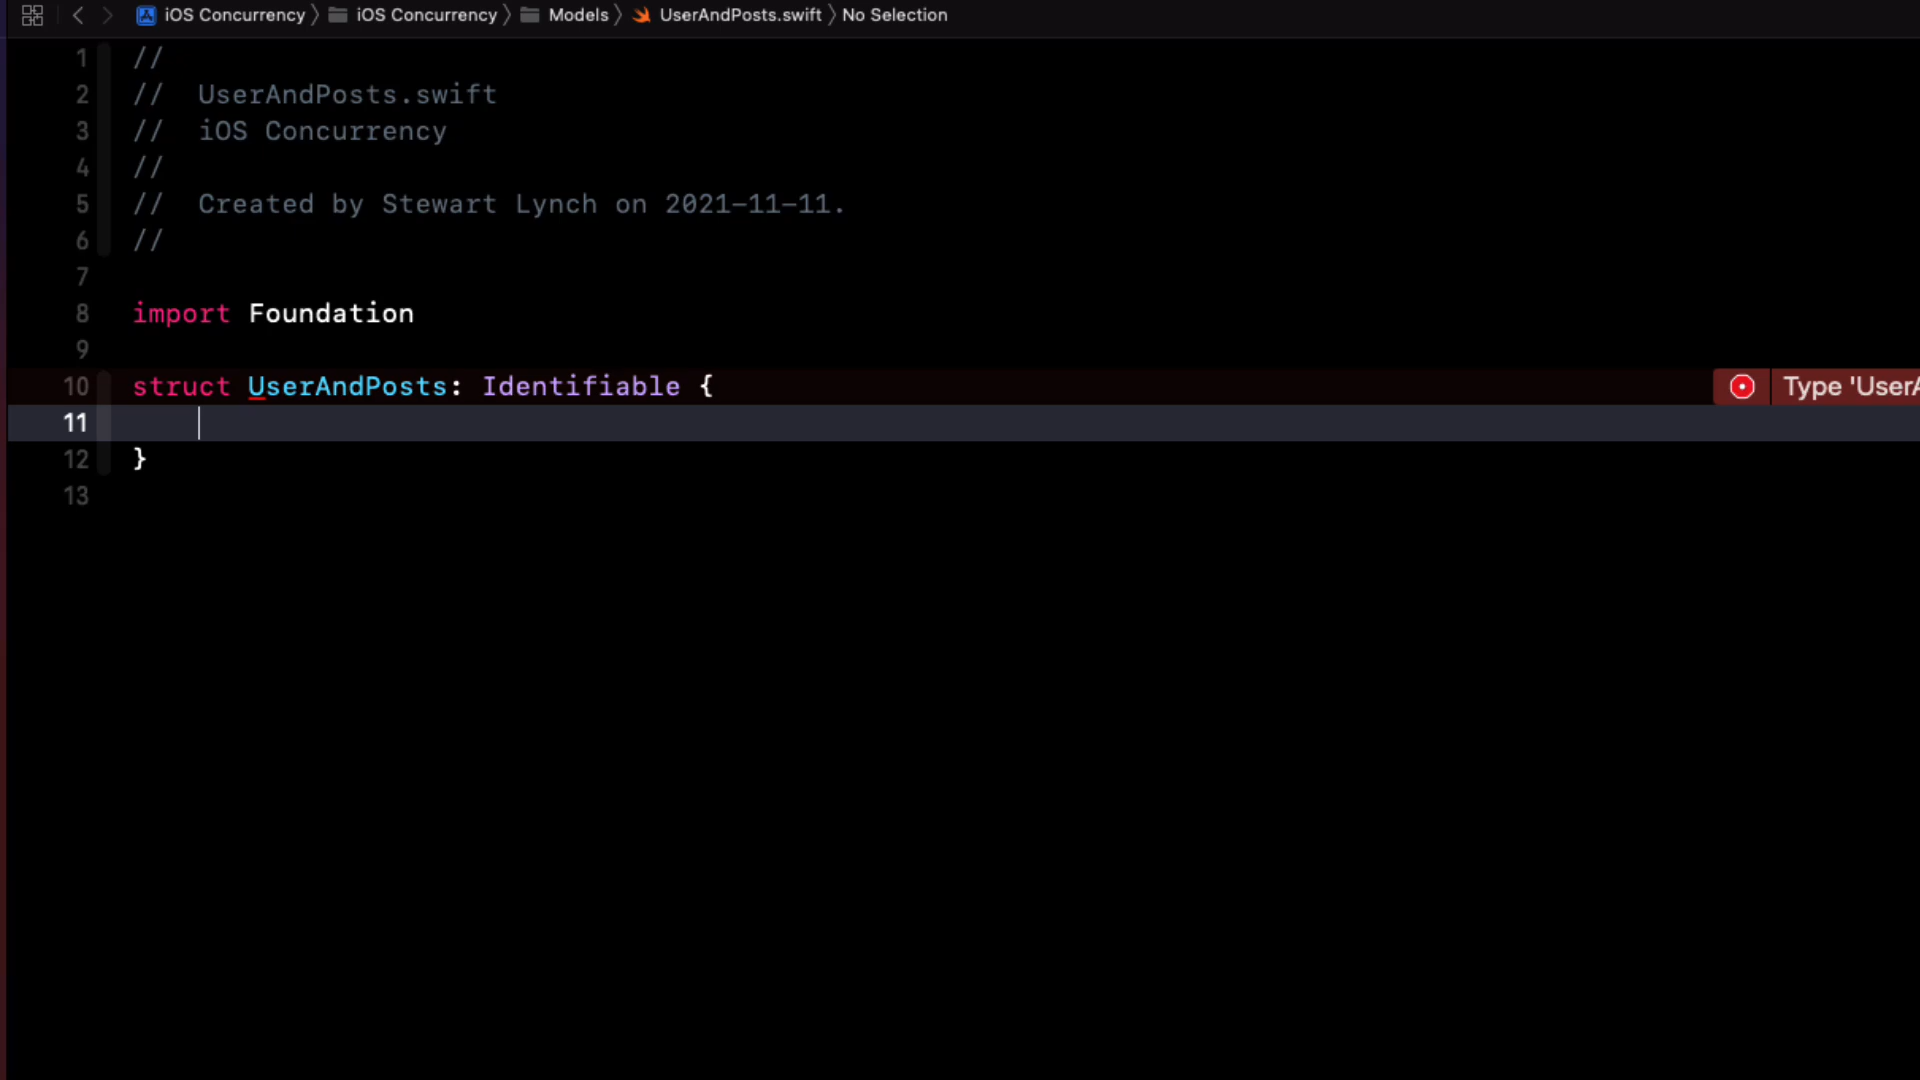 iOS Concurrency 〉 iOS Concurrency 〉 Models 〉 UserAndPosts.swift 〉 No Selection
1 //
2 //  UserAndPosts.swift
3 //  iOS Concurrency
4 //
5 //  Created by Stewart Lynch on 2021-11-11.
6 //
7
8 import Foundation
9
10 struct UserAndPosts: Identifiable { Type 'UserA
11
12 }
13